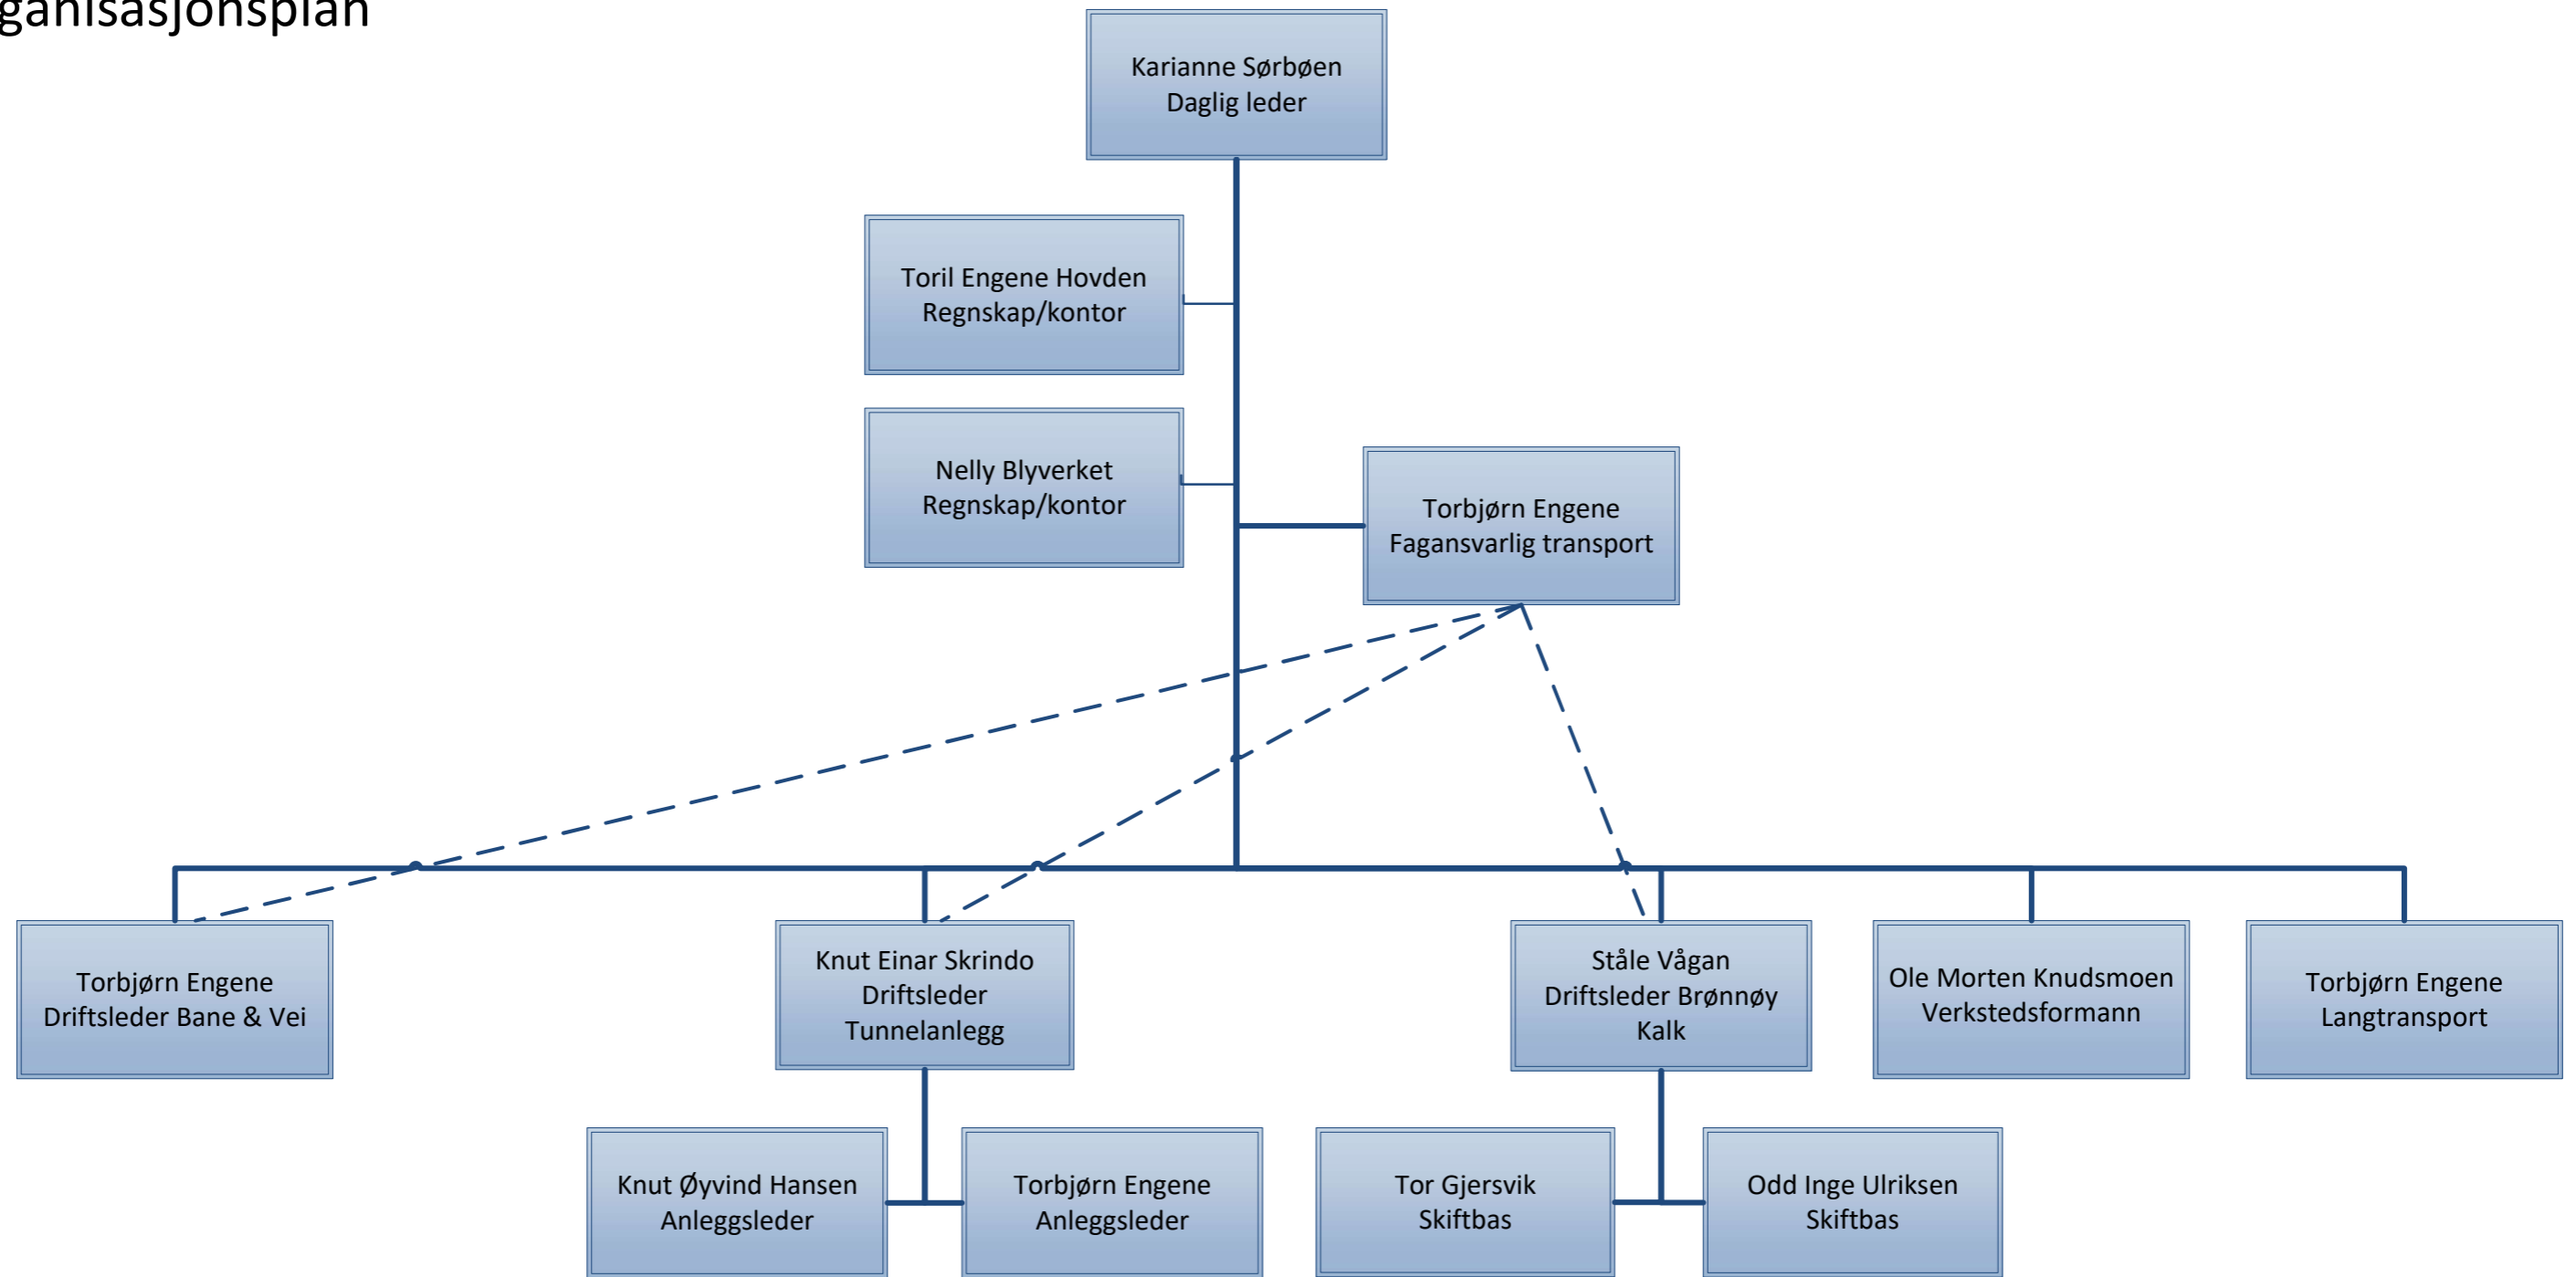 ganisasjonsplan
Karianne Sørbøen
Daglig leder
Toril Engene Hovden
Regnskap/kontor
Nelly Blyverket
Regnskap/kontor
Torbjørn Engene
Fagansvarlig transport
Torbjørn Engene
Driftsleder Bane & Vei
Knut Einar Skrindo
Driftsleder
Tunnelanlegg
Ståle Vågan
Driftsleder Brønnøy
Kalk
Ole Morten Knudsmoen
Verkstedsformann
Torbjørn Engene
Langtransport
Knut Øyvind Hansen
Anleggsleder
Torbjørn Engene
Anleggsleder
Tor Gjersvik
Skiftbas
Odd Inge Ulriksen
Skiftbas